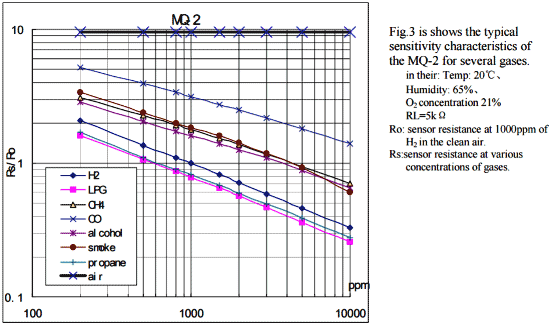 MQ-2
10
1
0.1
Rs/Ro
H2
LPG
CH4
CO
alcohol
smoke
propane
air
100
1000
10000
ppm
Fig.3 is shows the typical
sensitivity characteristics of
the MQ-2 for several gases.
in their: Temp: 20℃、
Humidity: 65%、
O₂ concentration 21%
RL=5k Ω
Ro: sensor resistance at 1000ppm of
H₂ in the clean air.
Rs:sensor resistance at various
concentrations of gases.